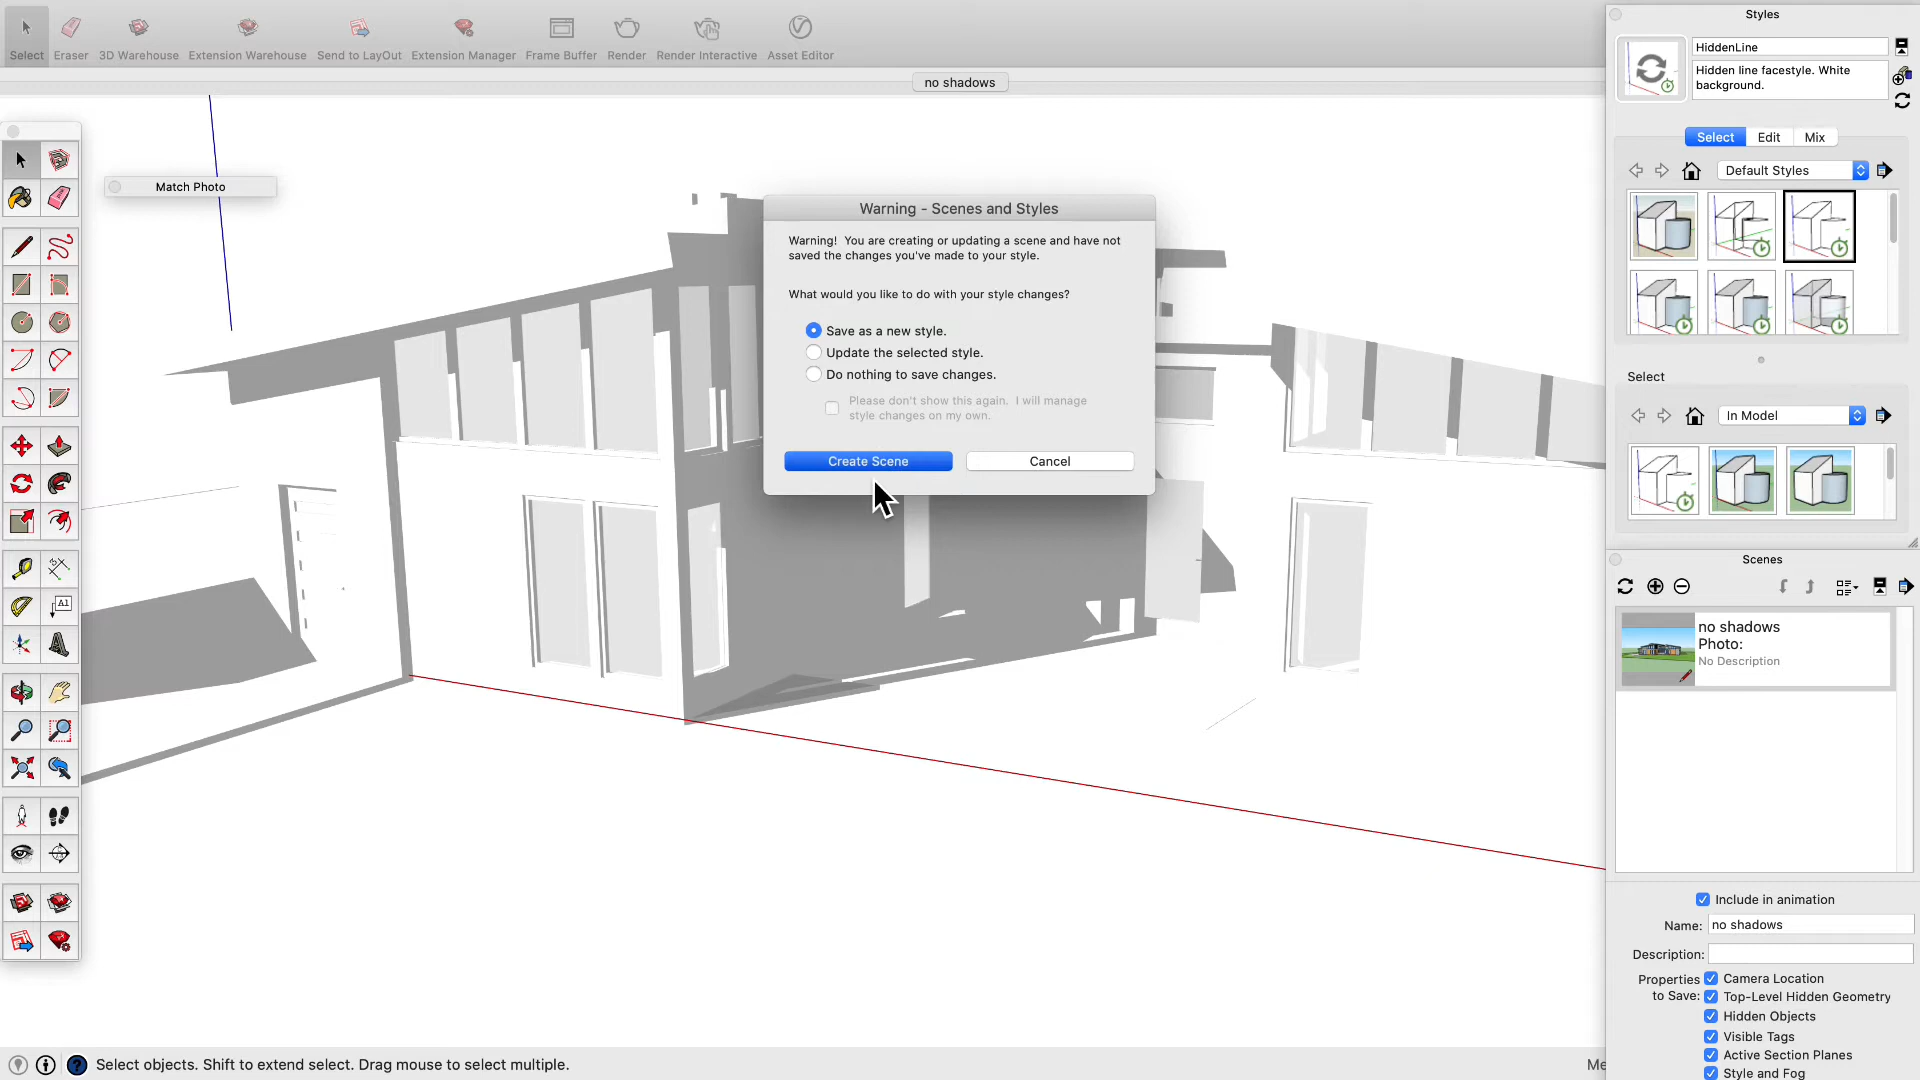 Select
Eraser
3D Warehouse
Extension Warehouse
Send to LayOut
Extension Manager
Frame Buffer
Render
Render Interactive
Asset Editor
no shadows
Match Photo
Warning - Scenes and Styles
Warning! You are creating or updating a scene and have not
saved the changes you've made to your style.
What would you like to do with your style changes?
Save as a new style.
Update the selected style.
Do nothing to save changes.
Please don't show this again. I will manage
style changes on my own.
Create Scene
Cancel
Styles
HiddenLine
Hidden line facestyle. White
background.
Select
Edit
Mix
Default Styles
Select
In Model
Scenes
no shadows
Photo:
No Description
Include in animation
Name: no shadows
Description:
Properties
to Save:
Camera Location
Top-Level Hidden Geometry
Hidden Objects
Visible Tags
Active Section Planes
Style and Fog
A1
Select objects. Shift to extend select. Drag mouse to select multiple.
Me